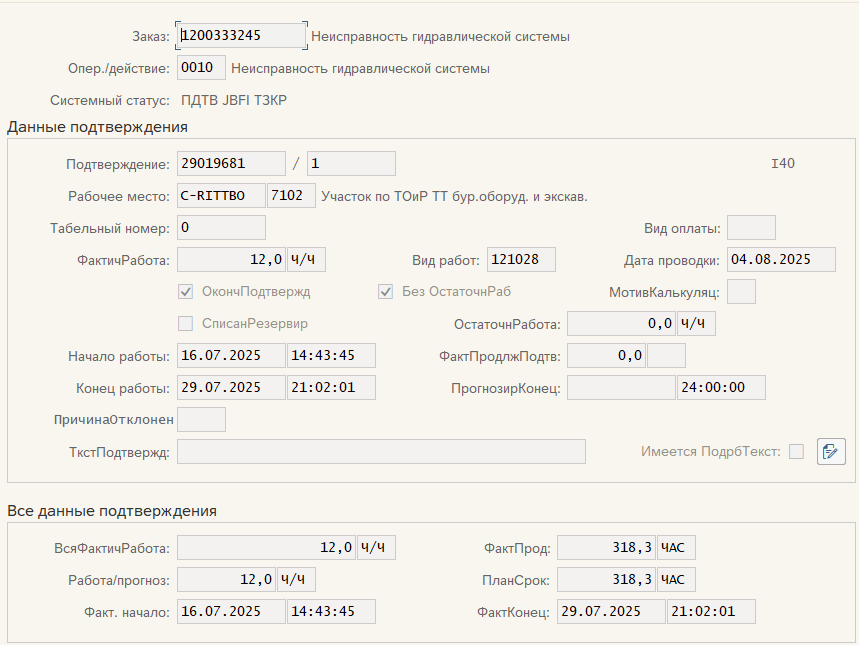 Заказ: 1200333245 Неисправность гидравлической системы
Опер./действие: 0010 Неисправность гидравлической системы
Системный статус: ПДТВ JBFI ТЗКР
Данные подтверждения
Подтверждение: 29019681 / 1 I40
Рабочее место: C-RITTBO 7102 Участок по ТОиР ТТ бур.оборуд. и экскав.
Табельный номер: 0 Вид оплаты:
ФактичРабота: 12,0 Ч/Ч Вид работ: 121028 Дата проводки: 04.08.2025
ОкончПодтвержд Без ОстаточнРаб МотивКалькуляц:
СписанРезервир ОстаточнРабота: 0,0 Ч/Ч
Начало работы: 16.07.2025 14:43:45 ФактПродлжПодтв: 0,0
Конец работы: 29.07.2025 21:02:01 ПрогнозирКонец: 24:00:00
ПричинаОтклонен
ТкстПодтвержд: Имеется ПодрбТекст:
Все данные подтверждения
ВсяФактичРабота: 12,0 Ч/Ч ФактПрод: 318,3 ЧАС
Работа/прогноз: 12,0 Ч/Ч ПланСрок: 318,3 ЧАС
Факт. начало: 16.07.2025 14:43:45 ФактКонец: 29.07.2025 21:02:01